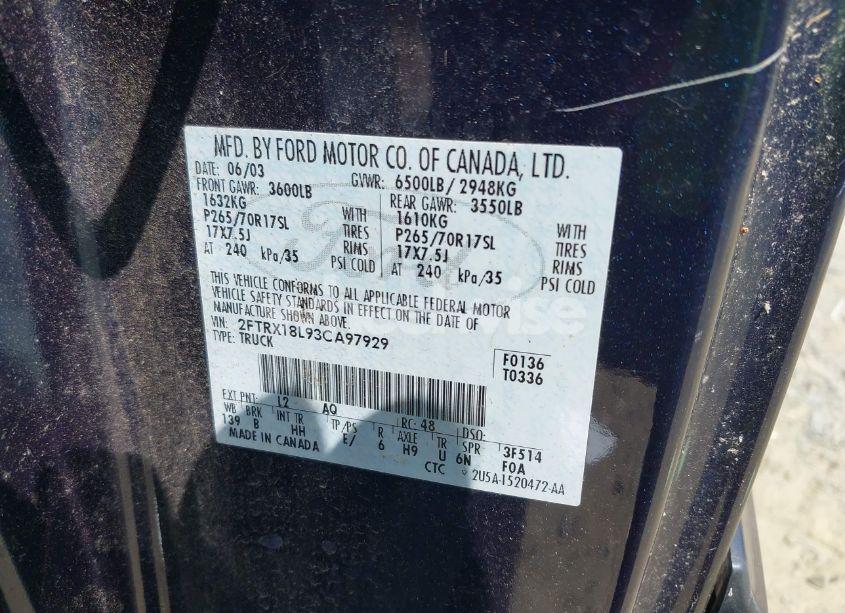 MFD. BY FORD MOTOR CO. OF CANADA, LTD.
DATE: 06/03 GVWR: 6500LB/ 2948KG
FRONT GAWR: 3600LB REAR GAWR: 3550LB
1632KG WITH 1610KG WITH
P265/70R17SL TIRES P265/70R17SL TIRES
17X7.5J RIMS 17X7.5J RIMS
AT 240 kPa/35 PSI COLD AT 240 kPa/35 PSI COLD
THIS VEHICLE CONFORMS TO ALL APPLICABLE FEDERAL MOTOR
VEHICLE SAFETY STANDARDS IN EFFECT ON THE DATE OF
MANUFACTURE SHOWN ABOVE.
VIN: 2FTRX18L93CA97929
TYPE: TRUCK
F0136
T0336
EXT PNT: L2 AQ RC: 48 DSO:
WB BRK INT TR TP/PS R AXLE TR SPR 3F514
139 B HH E/ 6 H9 U 6N F0A
MADE IN CANADA CTC 2U5A-1520472-AA